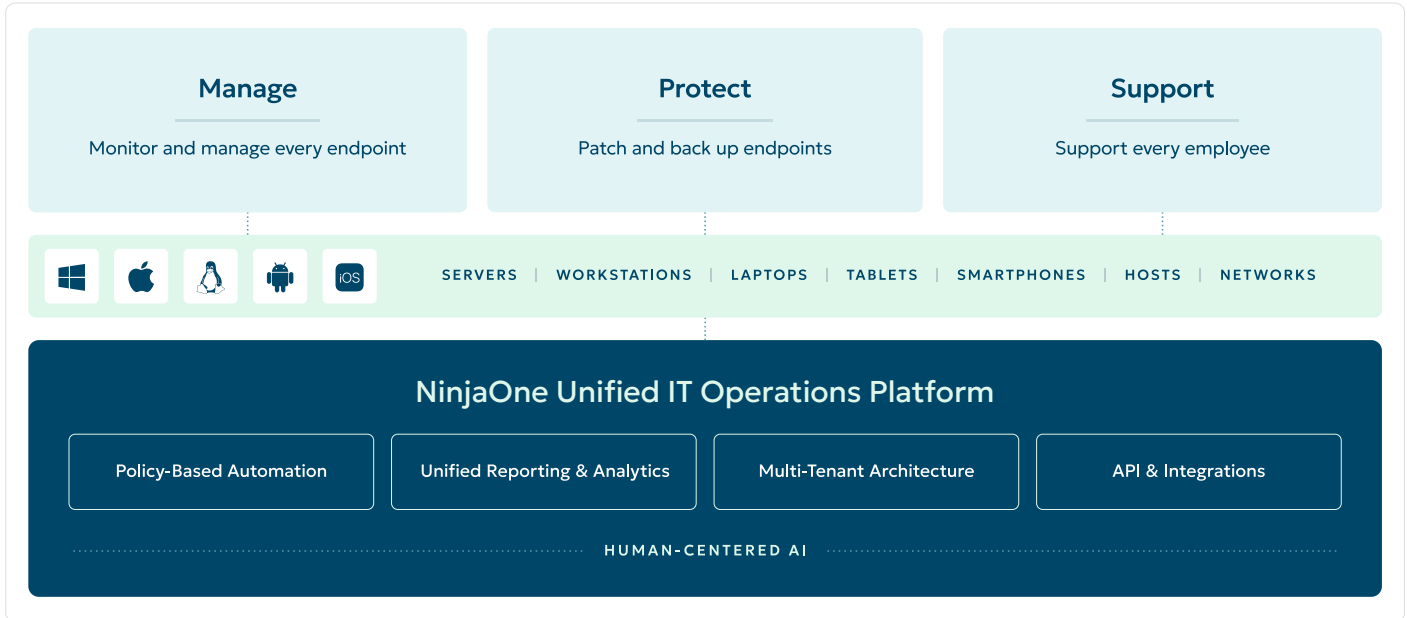 Manage
Monitor and manage every endpoint
Protect
Patch and back up endpoints
Support
Support every employee
iOS
SERVERS | WORKSTATIONS | LAPTOPS | TABLETS | SMARTPHONES | HOSTS | NETWORKS
NinjaOne Unified IT Operations Platform
Policy-Based Automation
Unified Reporting & Analytics
Multi-Tenant Architecture
API & Integrations
HUMAN-CENTERED AI